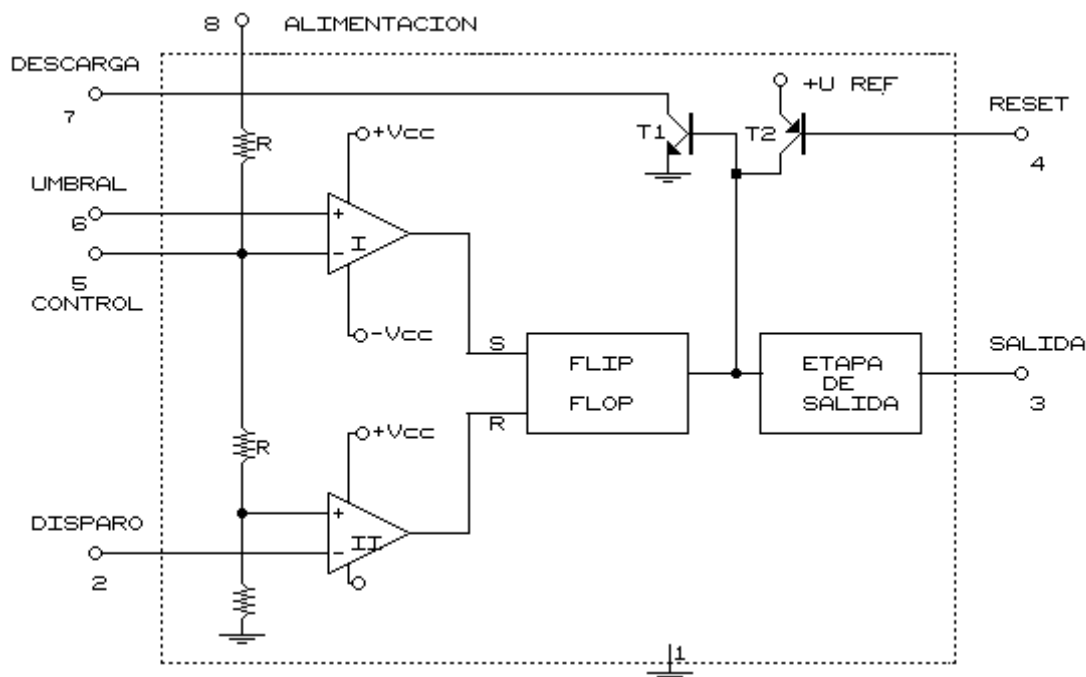 8 ALIMENTACION
DESCARGA
7
+U REF
RESET
4
T1
T2
R
+Vcc
UMBRAL
6
+
I
-
5
CONTROL
-Vcc
S
FLIP
FLOP
R
ETAPA
DE
SALIDA
SALIDA
3
R
+Vcc
DISPARO
2
+
II
-
1